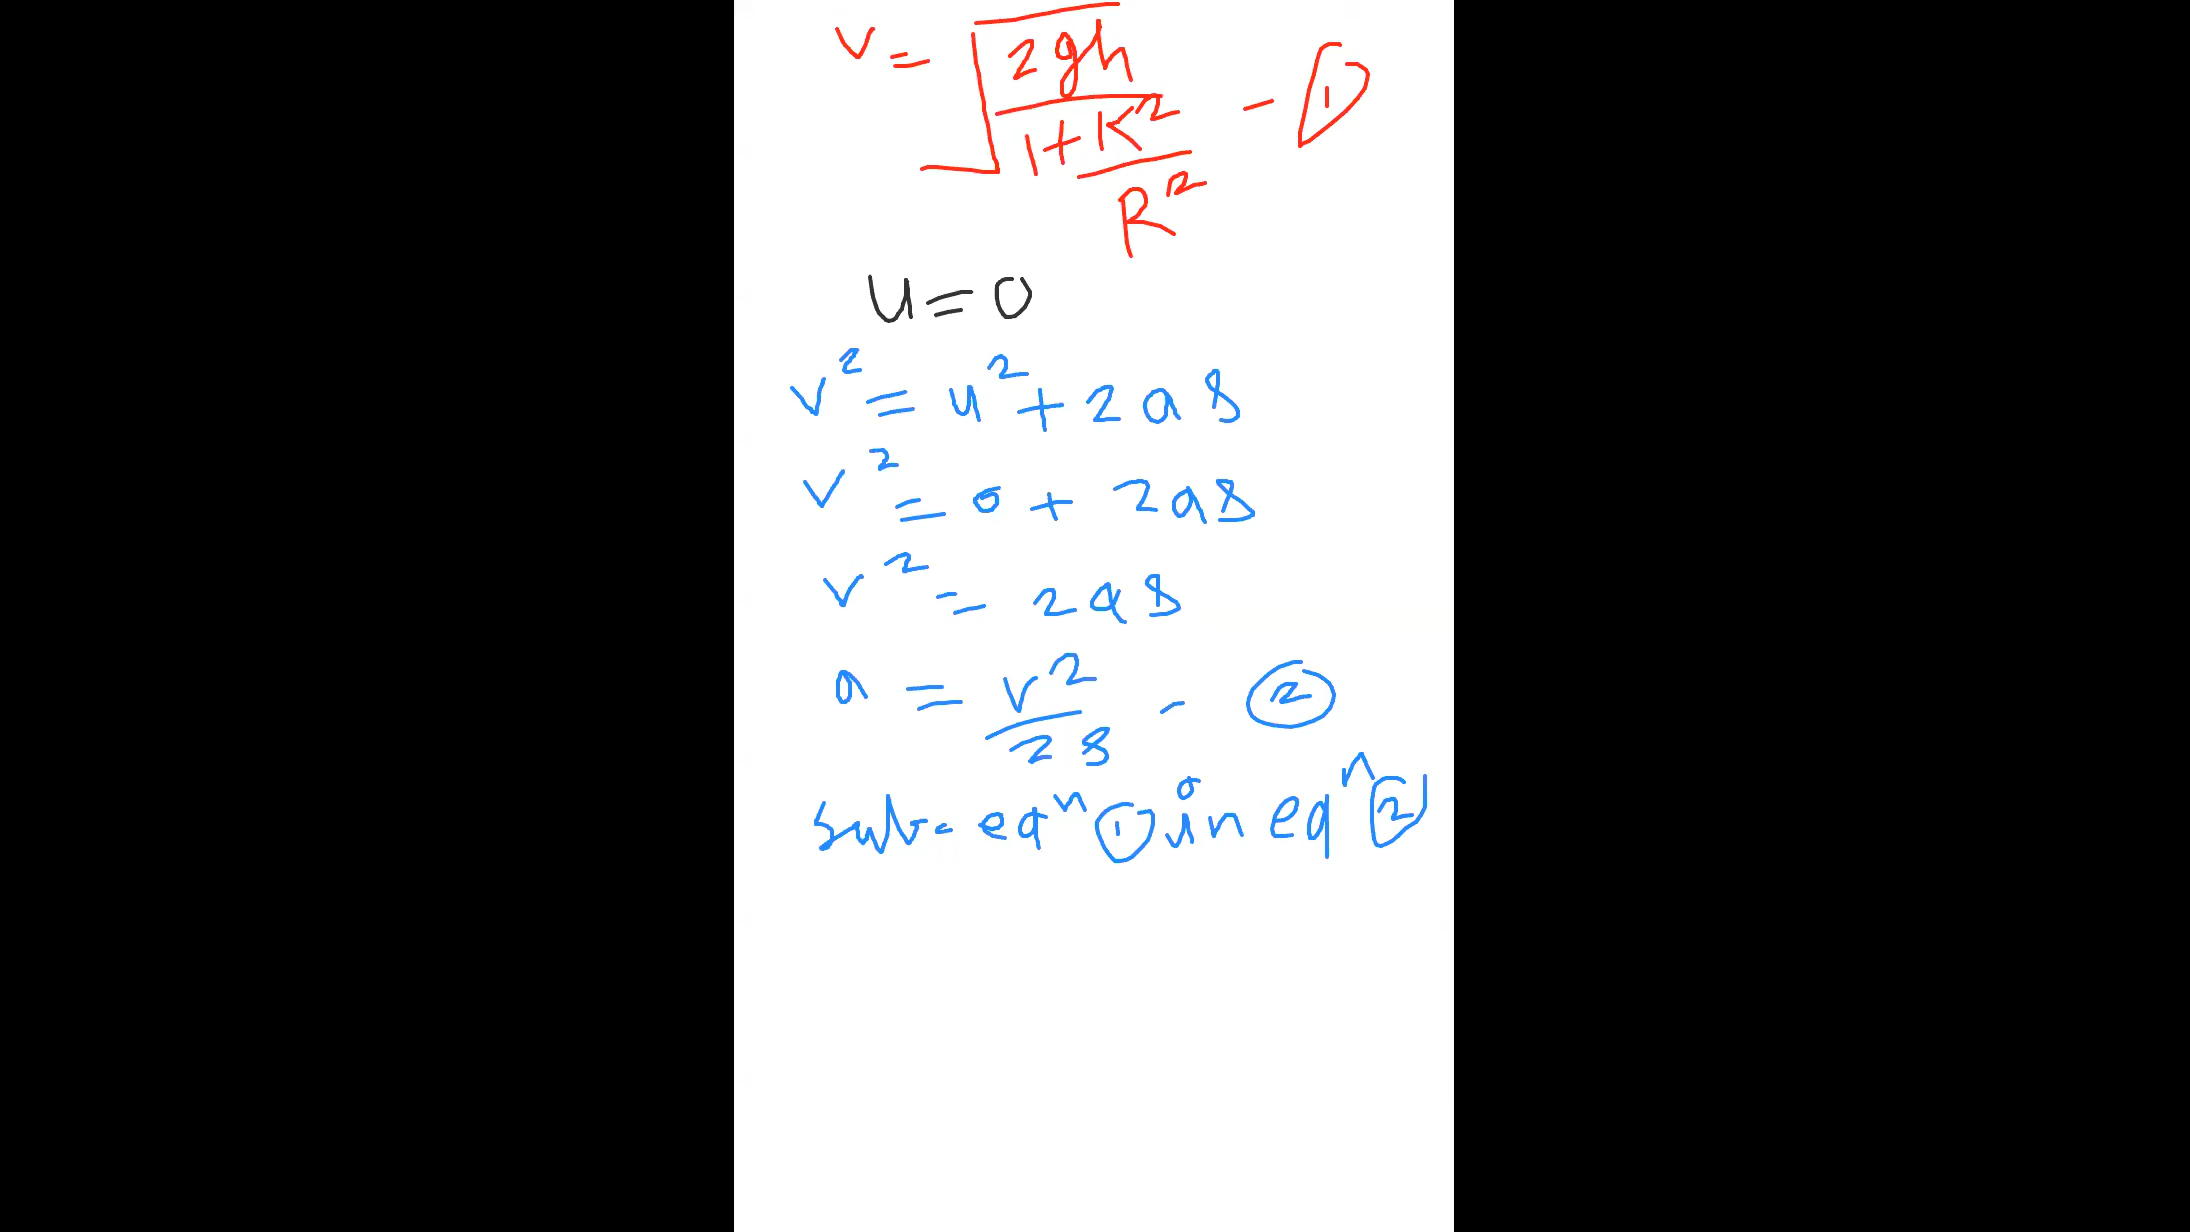 v = √(2gh / (1 + K²/R²)) - ①
u = 0
v² = u² + 2as
v² = 0 + 2as
v² = 2as
a = v²/2s - ②
Sub- eqⁿ ① in eqⁿ ②